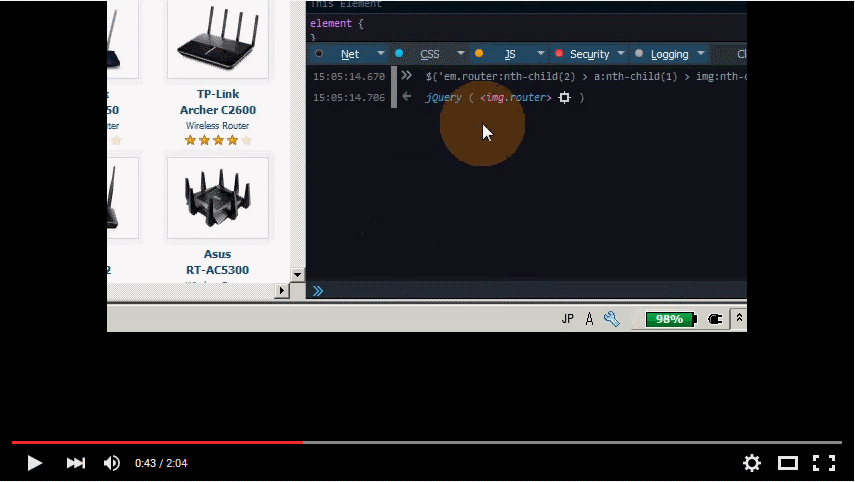 This Element
element {
}
Net CSS JS Security Logging
15:05:14.670 $('em.router:nth-child(2) > a:nth-child(1) > img:nth-c
15:05:14.706 jQuery ( <img.router> )
TP-Link
Archer C2600
Wireless Router
50
Asus
RT-AC5300
2
JP A 98%
0:43 / 2:04